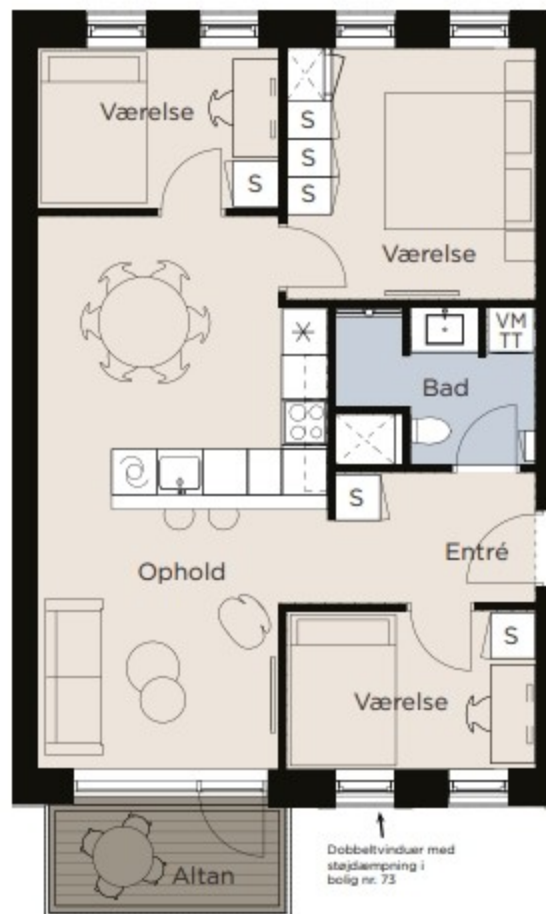 Værelse
S
S
S
S
Værelse
VM
TT
Bad
S
Entré
Ophold
S
Værelse
Altan
Dobbeltvinduer med
støjdæmpning i
bolig nr. 73